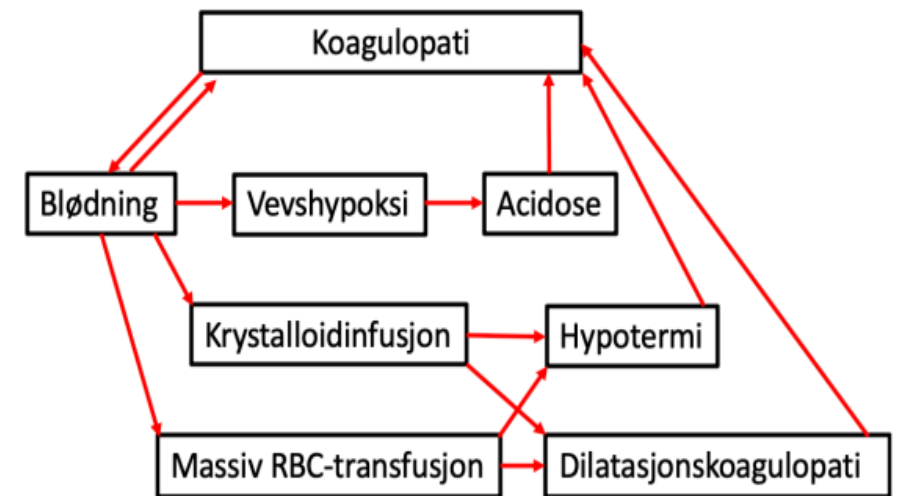 Koagulopati
Blødning
Vevshypoksi
Acidose
Krystalloidinfusjon
Hypotermi
Massiv RBC-transfusjon
Dilatasjonskoagulopati